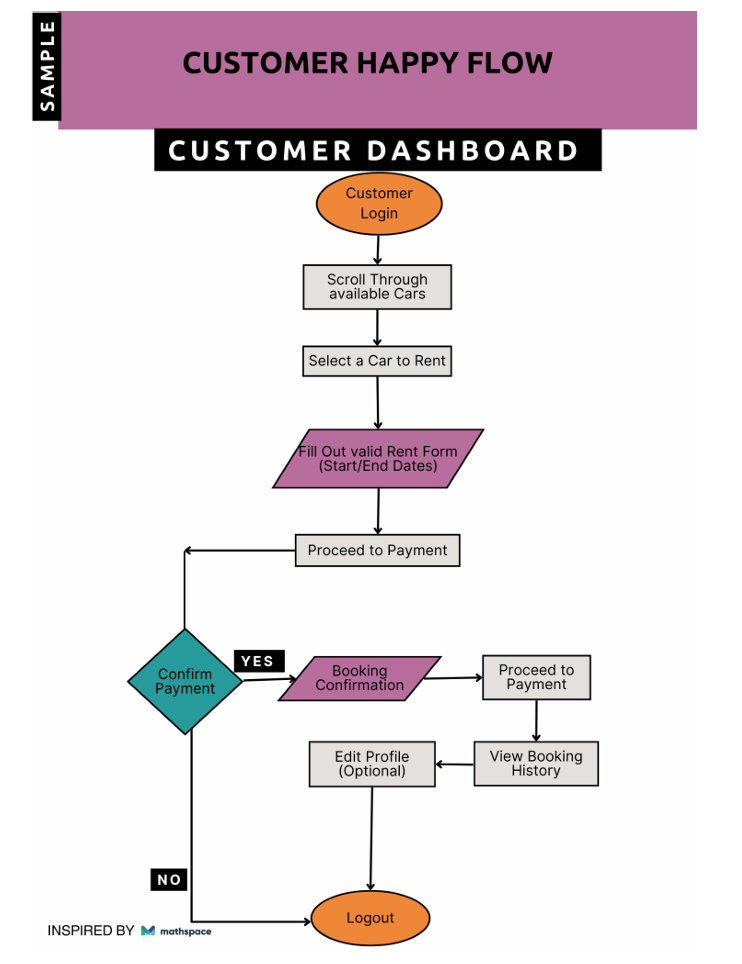 SAMPLE
CUSTOMER HAPPY FLOW
CUSTOMER DASHBOARD
Customer
Login
Scroll Through
available Cars
Select a Car to Rent
Fill Out valid Rent Form
(Start/End Dates)
Proceed to Payment
Confirm
Payment
YES
Booking
Confirmation
Proceed to
Payment
View Booking
History
Edit Profile
(Optional)
NO
Logout
INSPIRED BY mathspace